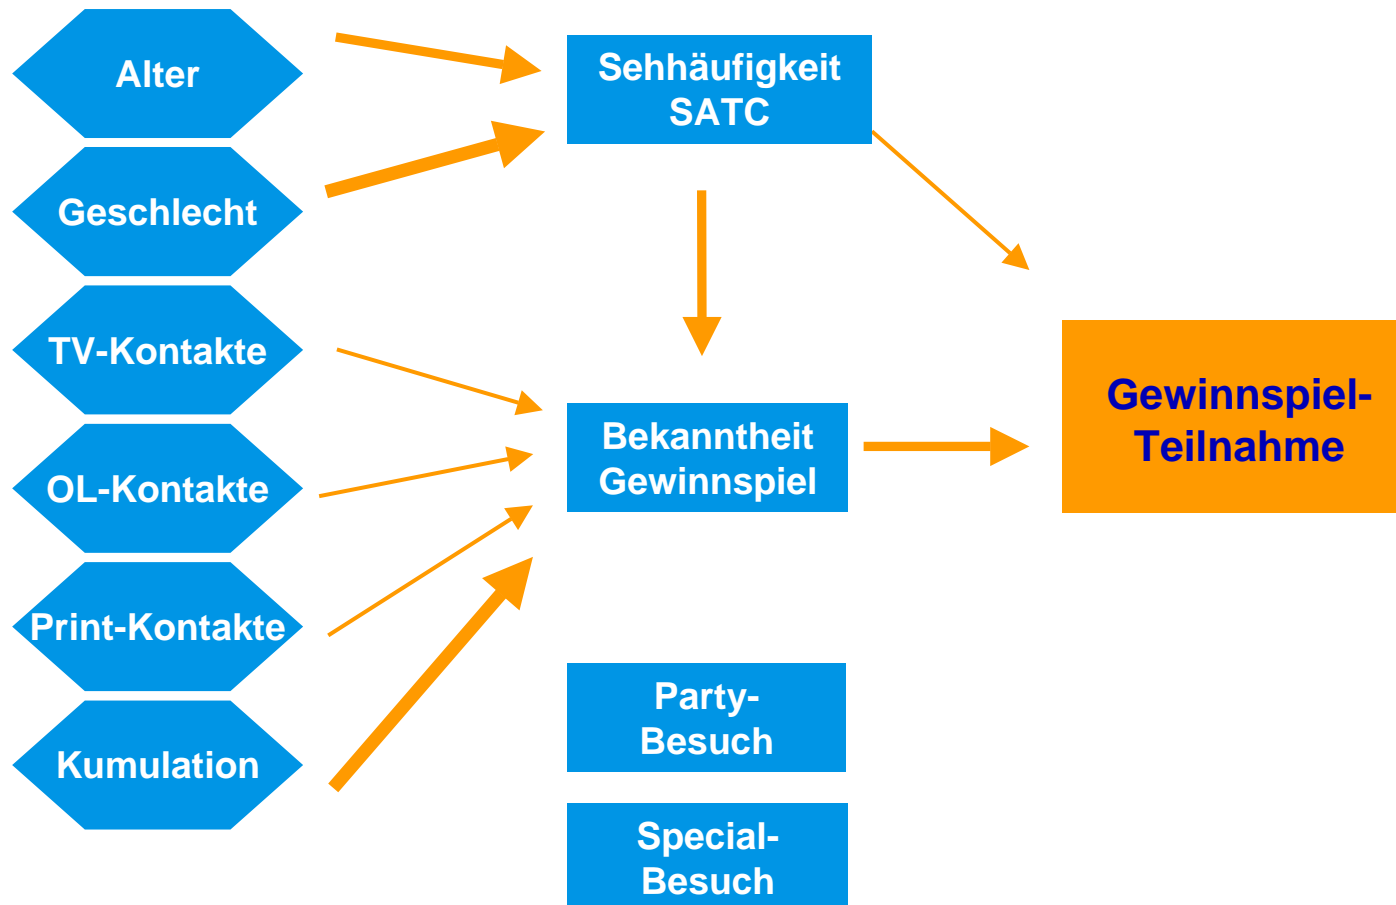 Alter
Geschlecht
TV-Kontakte
OL-Kontakte
Print-Kontakte
Kumulation
Sehhäufigkeit
SATC
Bekanntheit
Gewinnspiel
Party-
Besuch
Special-
Besuch
Gewinnspiel-
Teilnahme